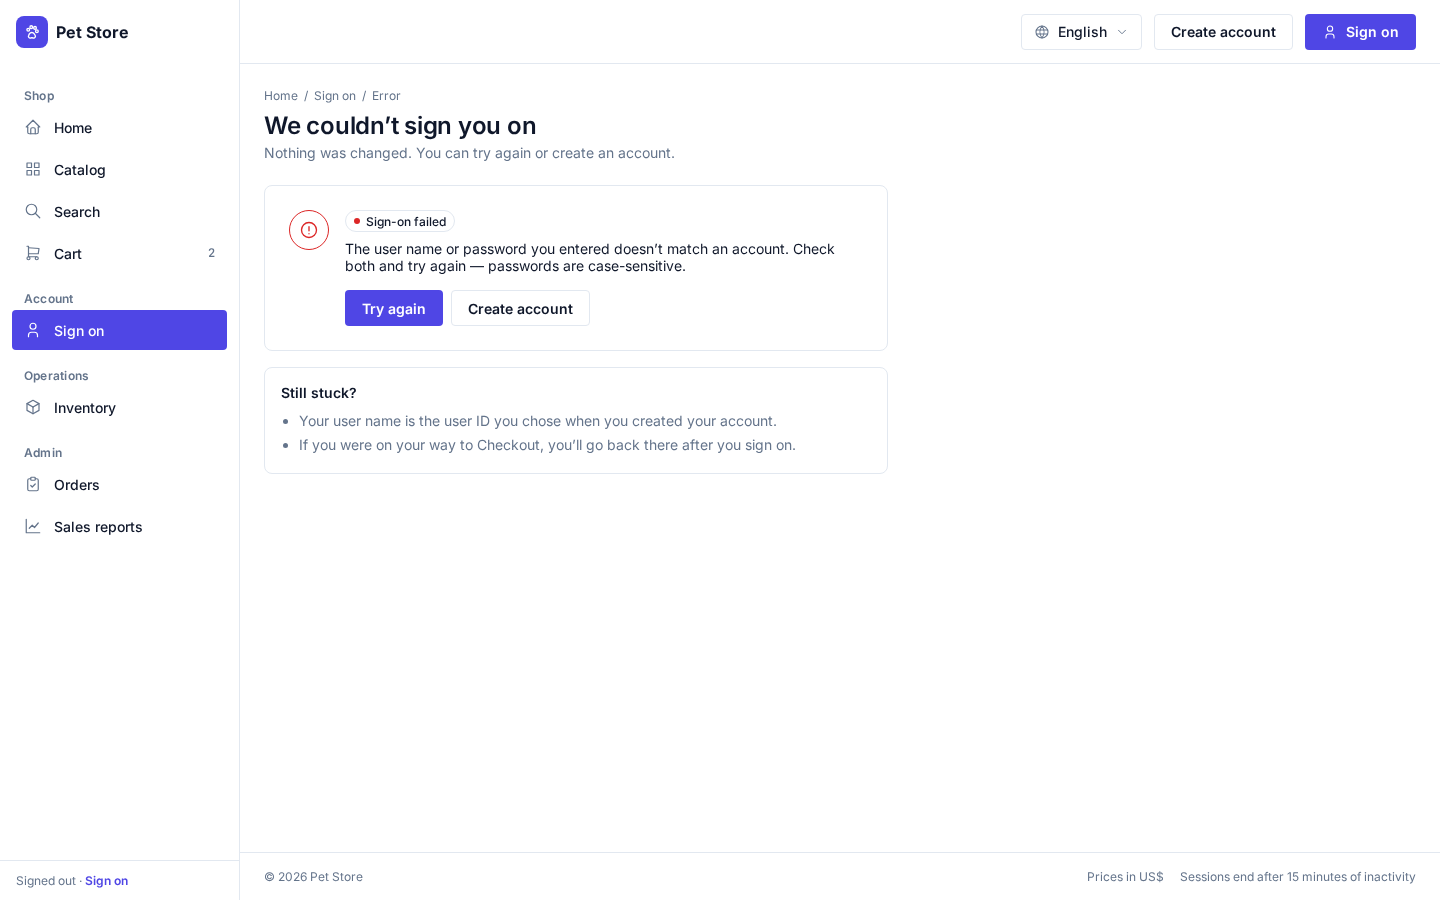 Pet Store
English
Create account
Sign on
Shop
Home
Catalog
Search
Cart 2
Account
Sign on
Operations
Inventory
Admin
Orders
Sales reports
Signed out · Sign on
Home / Sign on / Error
We couldn’t sign you on
Nothing was changed. You can try again or create an account.
Sign-on failed
The user name or password you entered doesn’t match an account. Check
both and try again — passwords are case-sensitive.
Try again
Create account
Still stuck?
• Your user name is the user ID you chose when you created your account.
• If you were on your way to Checkout, you’ll go back there after you sign on.
© 2026 Pet Store
Prices in US$
Sessions end after 15 minutes of inactivity